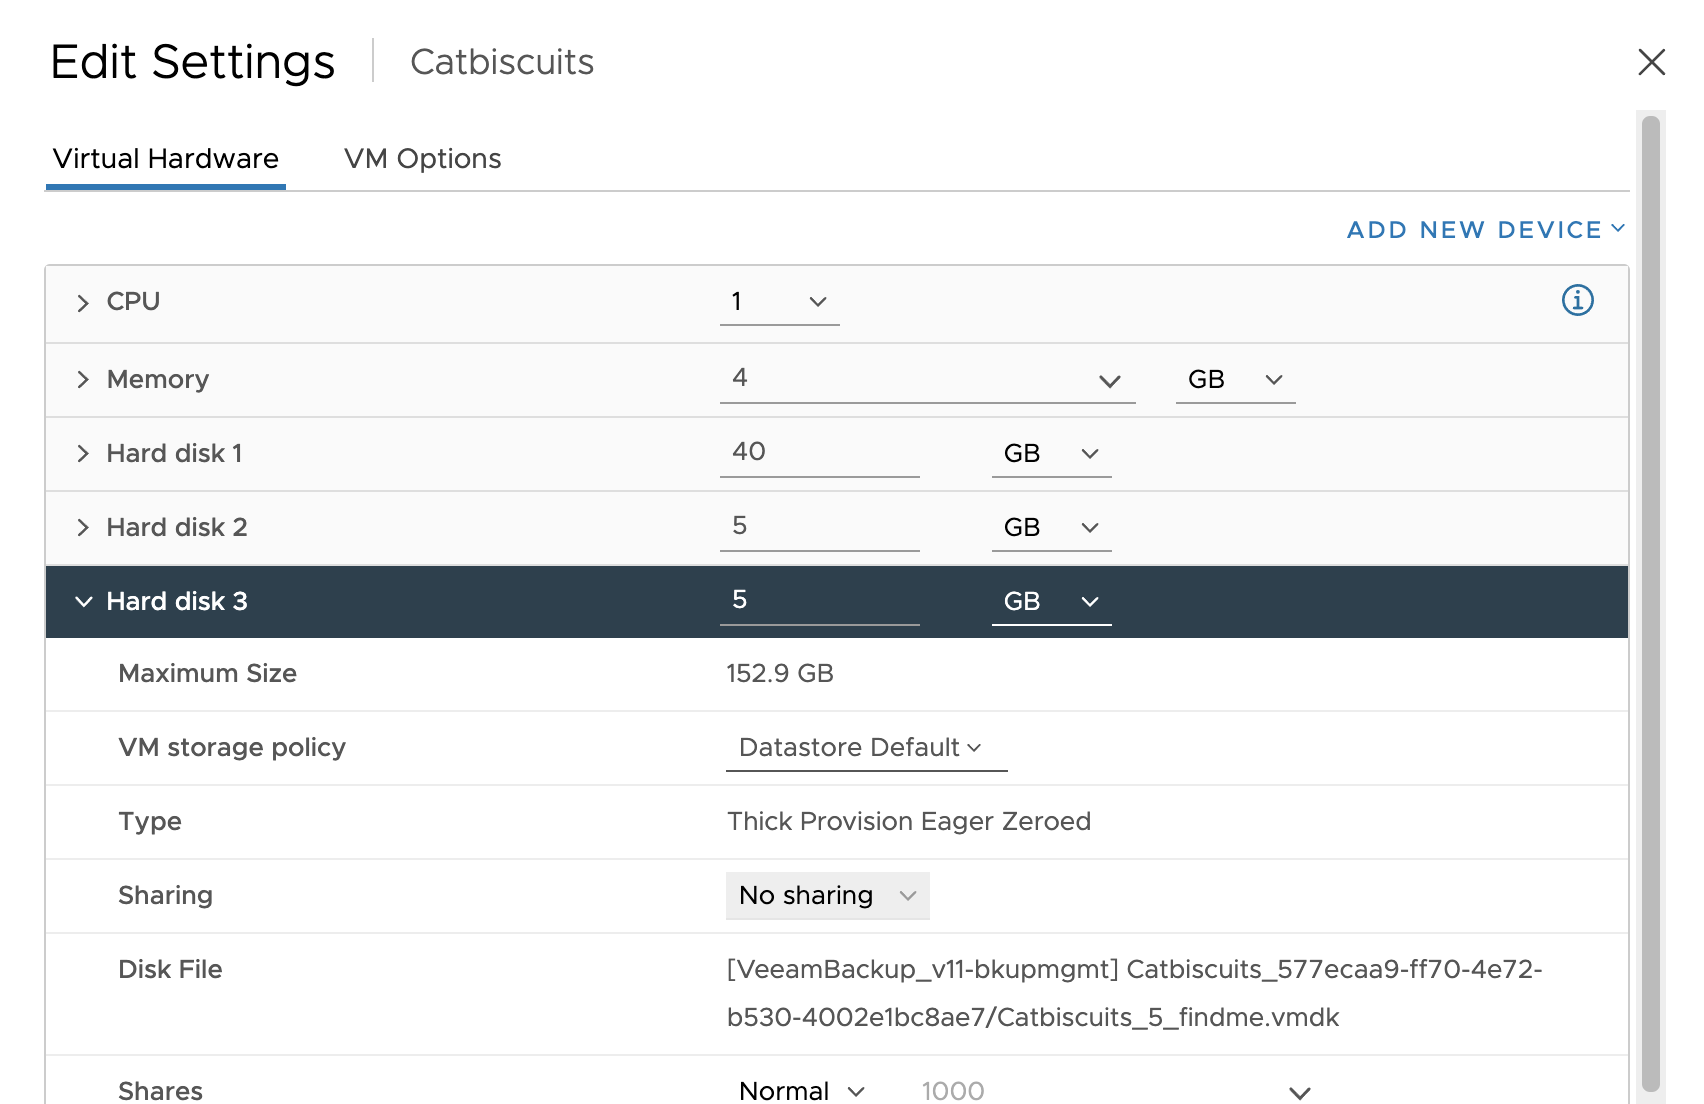 Edit Settings Catbiscuits
Virtual Hardware VM Options
ADD NEW DEVICE
CPU 1
Memory 4 GB
Hard disk 1 40 GB
Hard disk 2 5 GB
Hard disk 3 5 GB
Maximum Size 152.9 GB
VM storage policy Datastore Default
Type Thick Provision Eager Zeroed
Sharing No sharing
Disk File [VeeamBackup_v11-bkupmgmt] Catbiscuits_577ecaa9-ff70-4e72-
b530-4002e1bc8ae7/Catbiscuits_5_findme.vmdk
Shares Normal 1000